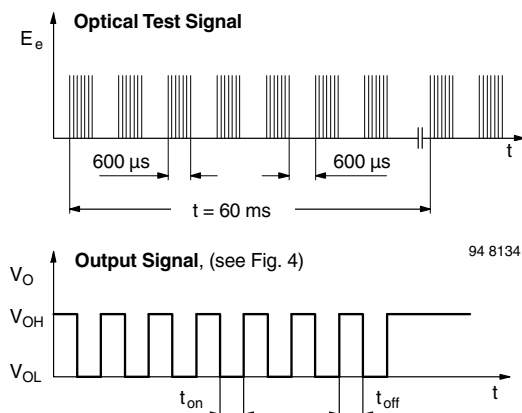 Optical Test Signal
E e
t
600 µs
600 µs
t = 60 ms
94 8134
Output Signal, (see Fig. 4)
V O
V OH
V OL
t on
t off
t